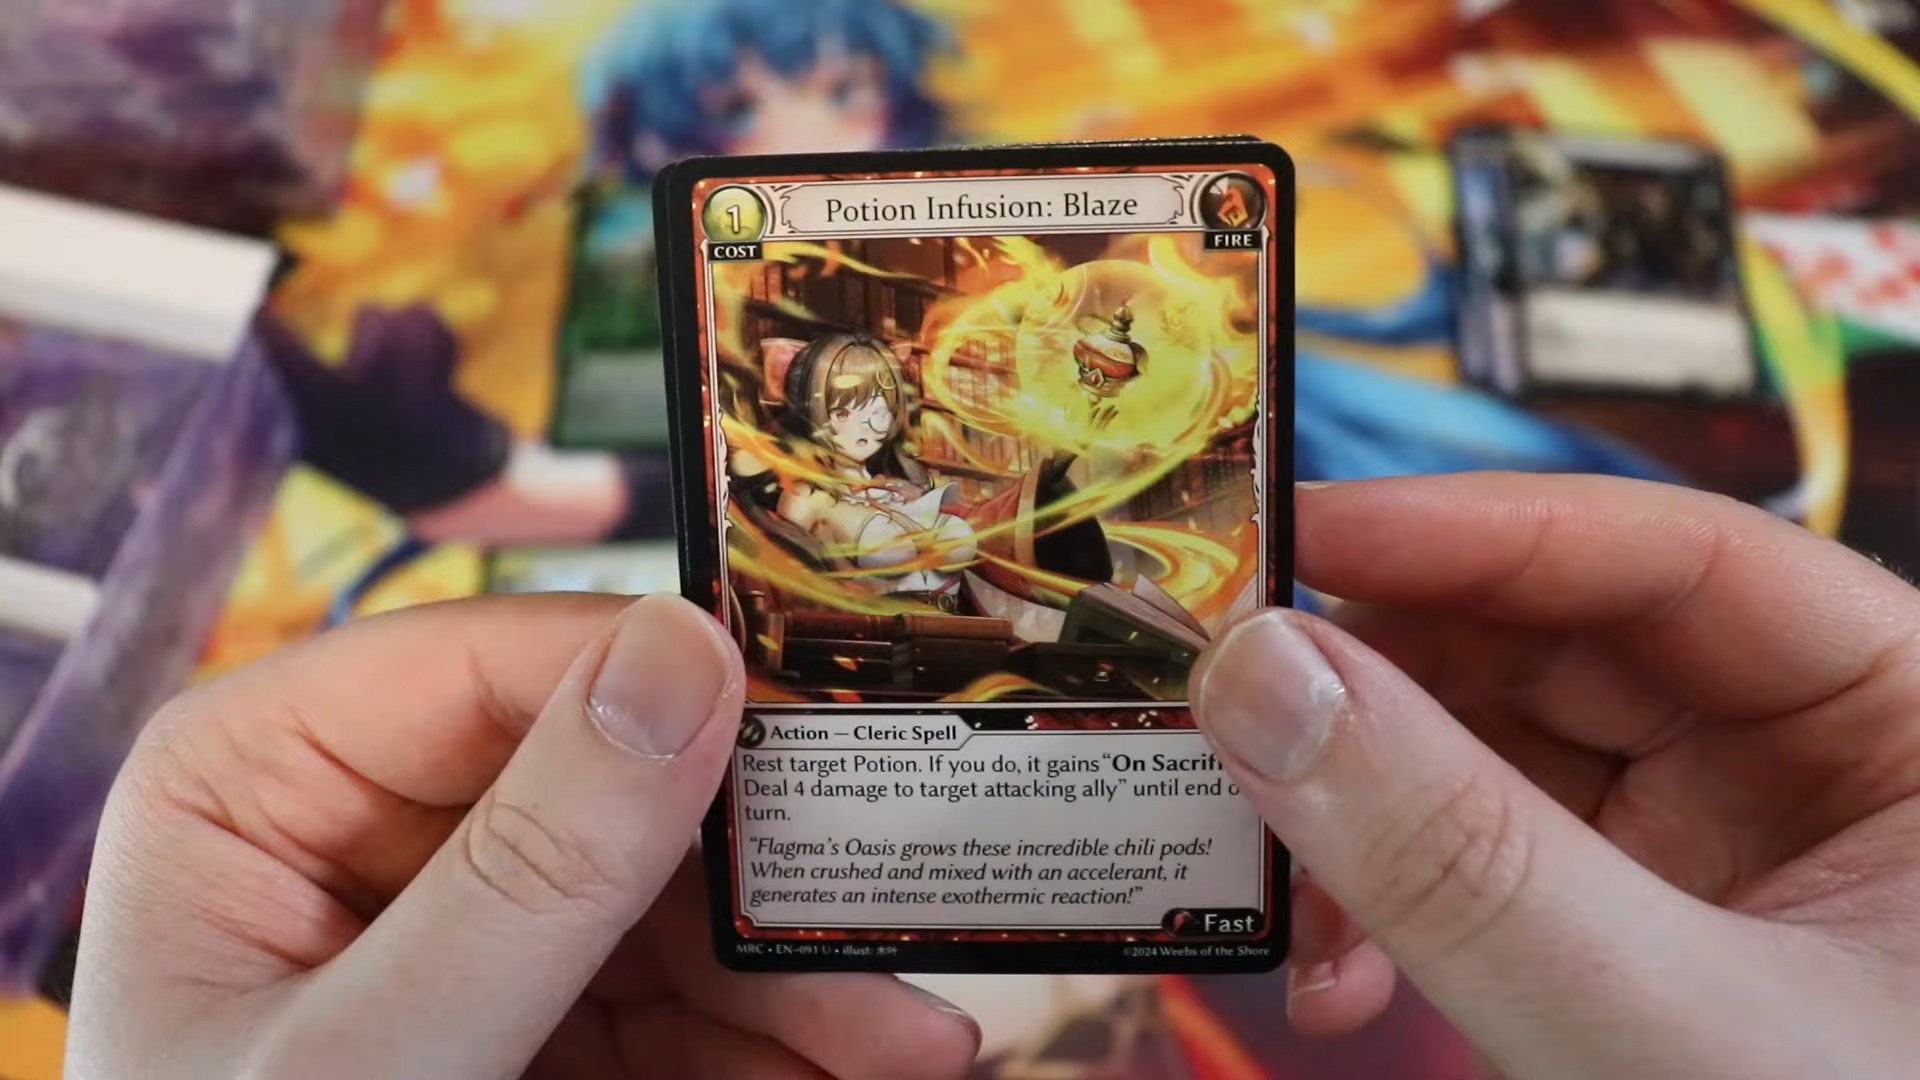 1
Potion Infusion: Blaze
COST
FIRE
Action — Cleric Spell
Rest target Potion. If you do, it gains “On Sacrifi
Deal 4 damage to target attacking ally” until end o
turn.
“Flagma’s Oasis grows these incredible chili pods!
When crushed and mixed with an accelerant, it
generates an intense exothermic reaction!”
Fast
MRC • EN–091 U • illust: 木叶
©2024 Weebs of the Shore